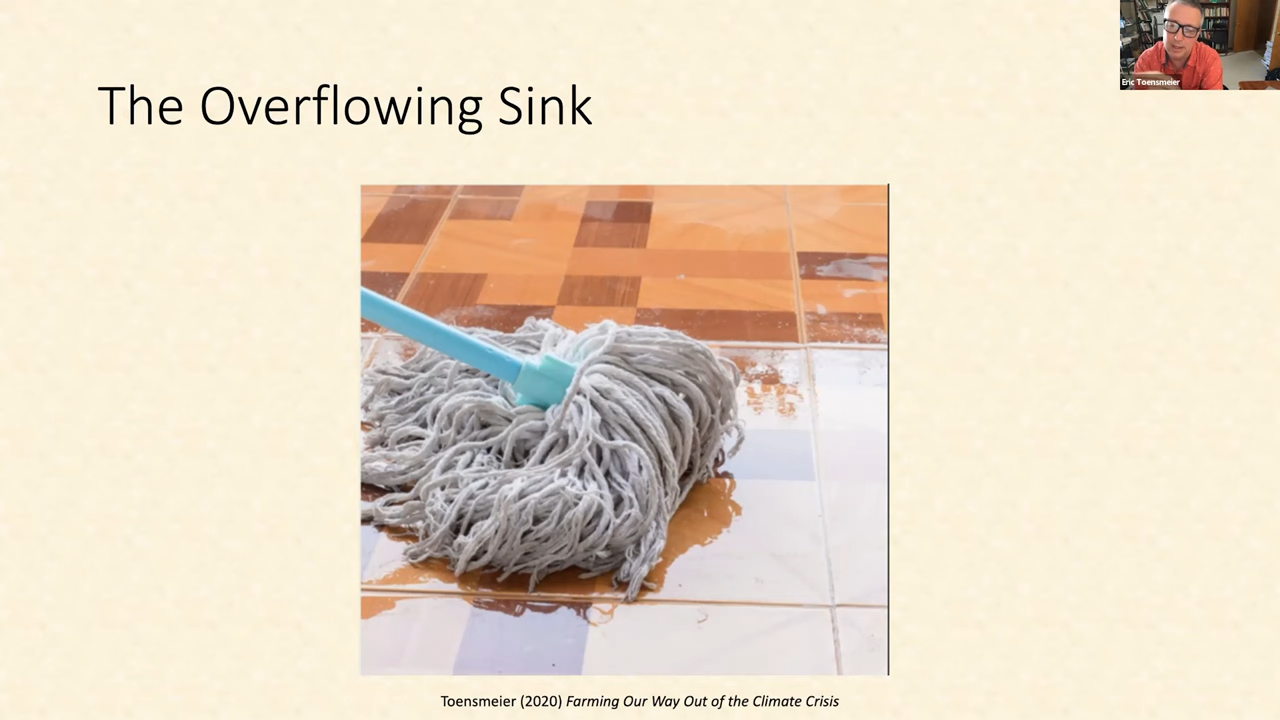 Eric Toensmeier
The Overflowing Sink
Toensmeier (2020) Farming Our Way Out of the Climate Crisis